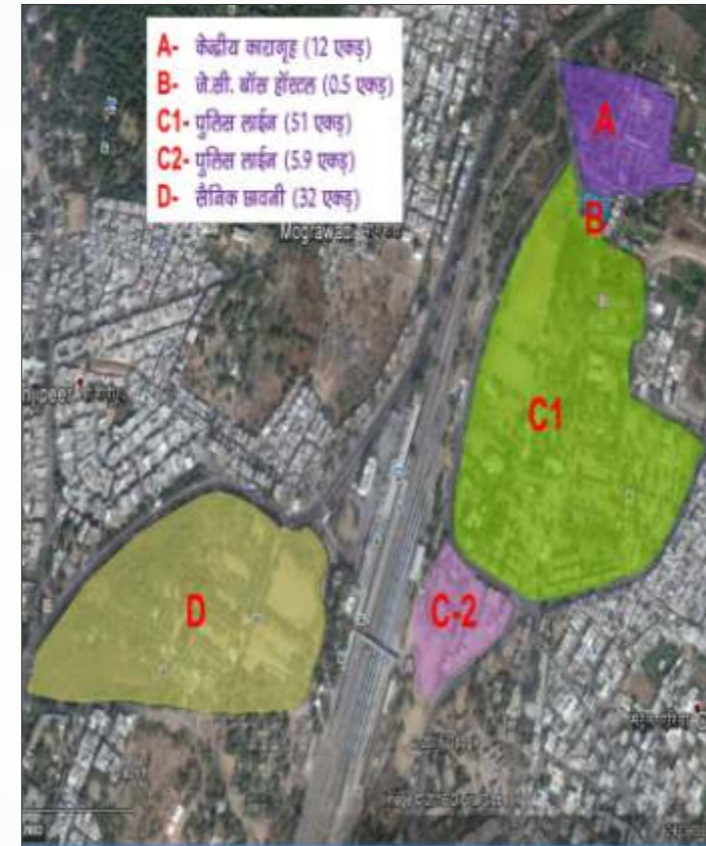 A- केन्द्रीय कारागृह (12 एकड़)
B- जे.सी. बॉस हॉस्टल (0.5 एकड़)
C1- पुलिस लाईन (51 एकड़)
C2- पुलिस लाईन (5.9 एकड़)
D- सैनिक छावनी (32 एकड़)
A
B
C1
D
C-2